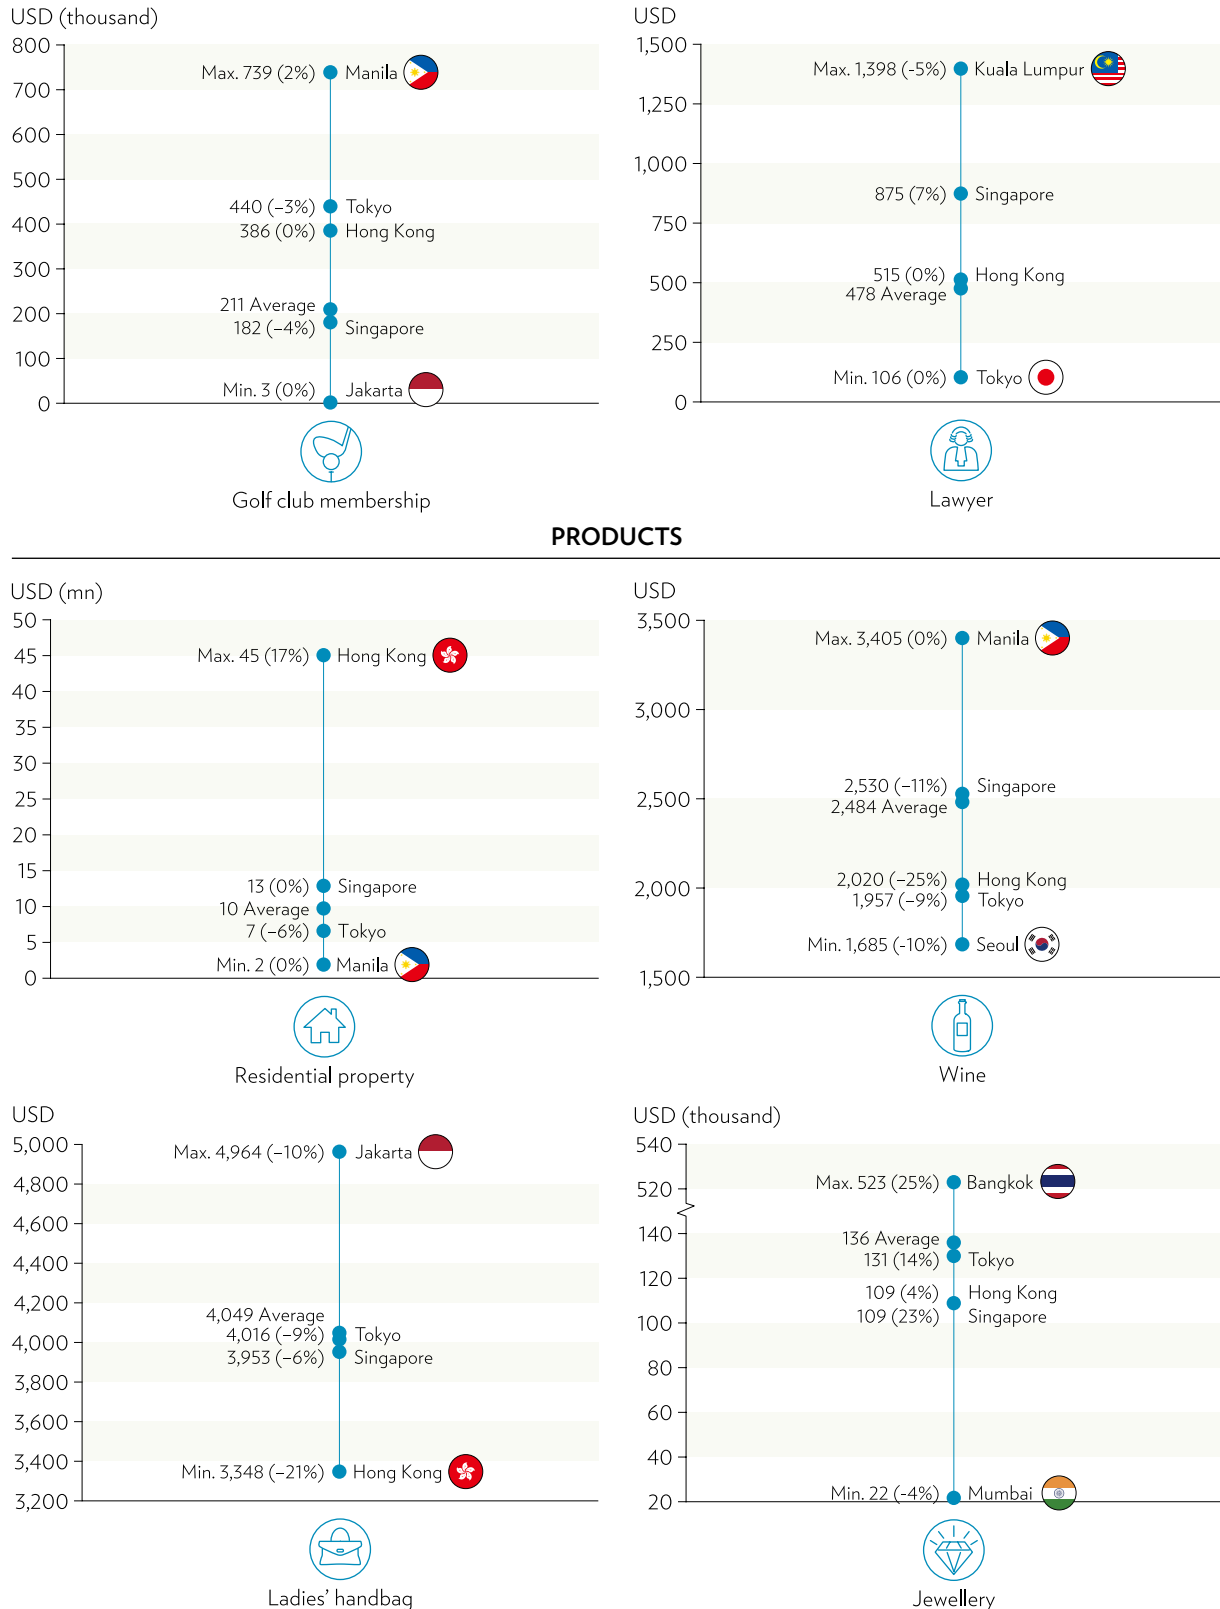 USD (thousand)
800
700
600
500
400
300
200
100
0
Max. 739 (2%) Manila
440 (–3%) Tokyo
386 (0%) Hong Kong
211 Average
182 (–4%) Singapore
Min. 3 (0%) Jakarta
Golf club membership
USD
1,500
1,250
1,000
750
500
250
0
Max. 1,398 (-5%) Kuala Lumpur
875 (7%) Singapore
515 (0%) Hong Kong
478 Average
Min. 106 (0%) Tokyo
Lawyer
PRODUCTS
USD (mn)
50
45
40
35
30
25
20
15
10
5
0
Max. 45 (17%) Hong Kong
13 (0%) Singapore
10 Average
7 (–6%) Tokyo
Min. 2 (0%) Manila
Residential property
USD
3,500
3,000
2,500
2,000
1,500
Max. 3,405 (0%) Manila
2,530 (–11%) Singapore
2,484 Average
2,020 (–25%) Hong Kong
1,957 (–9%) Tokyo
Min. 1,685 (-10%) Seoul
Wine
USD
5,000
4,800
4,600
4,400
4,200
4,000
3,800
3,600
3,400
3,200
Max. 4,964 (–10%) Jakarta
4,049 Average
4,016 (–9%) Tokyo
3,953 (–6%) Singapore
Min. 3,348 (–21%) Hong Kong
Ladies’ handbag
USD (thousand)
540
520
140
120
100
80
60
40
20
Max. 523 (25%) Bangkok
136 Average
131 (14%) Tokyo
109 (4%) Hong Kong
109 (23%) Singapore
Min. 22 (-4%) Mumbai
Jewellery